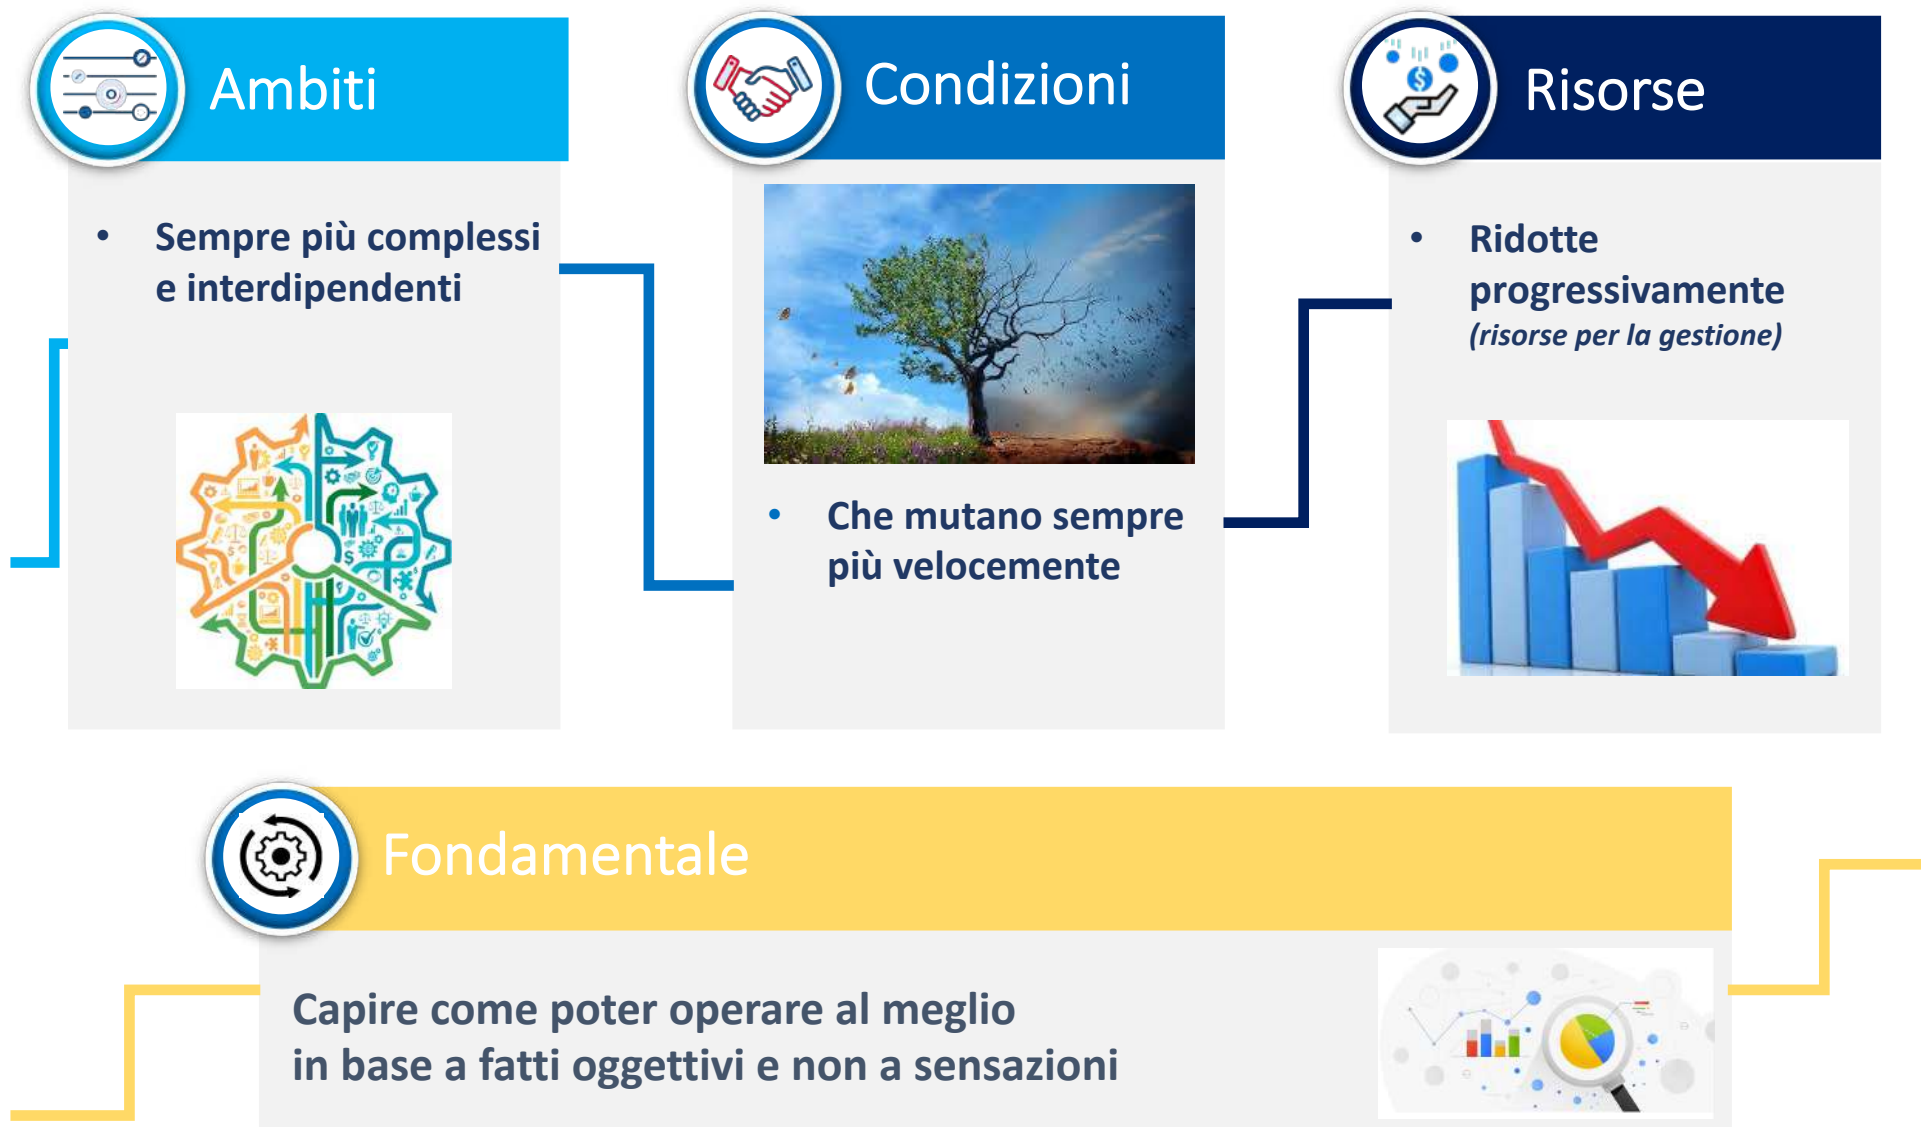 Ambiti
• Sempre più complessi
e interdipendenti
Condizioni
• Che mutano sempre
più velocemente
Risorse
• Ridotte
progressivamente
(risorse per la gestione)
Fondamentale
Capire come poter operare al meglio
in base a fatti oggettivi e non a sensazioni